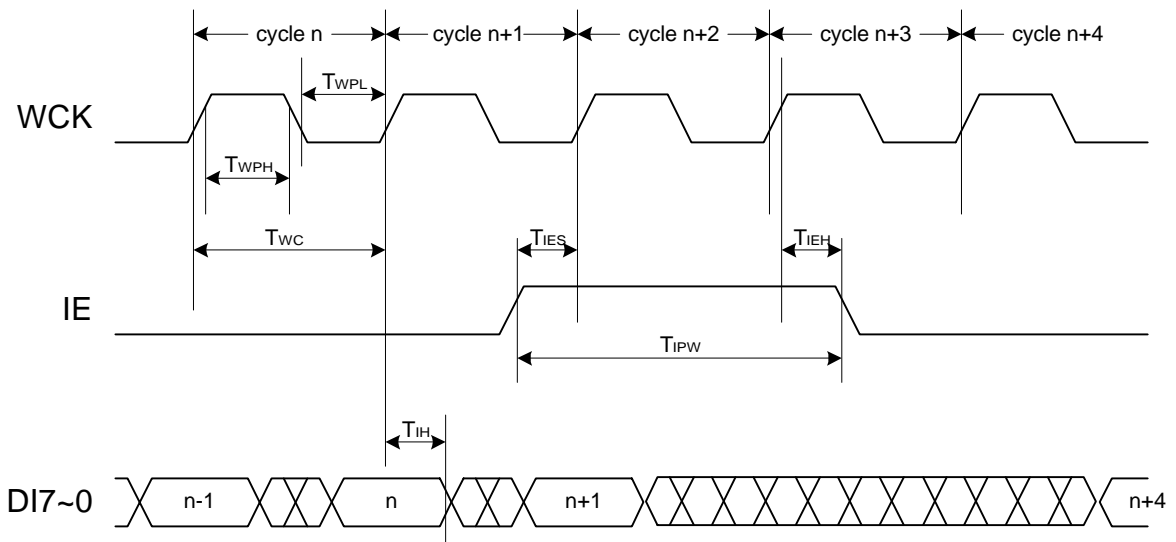 cycle n
cycle n+1
cycle n+2
cycle n+3
cycle n+4
TWPL
WCK
TWPH
TWC
TIES
TIEH
IE
TIPW
TIH
DI7~0
n-1
n
n+1
n+4